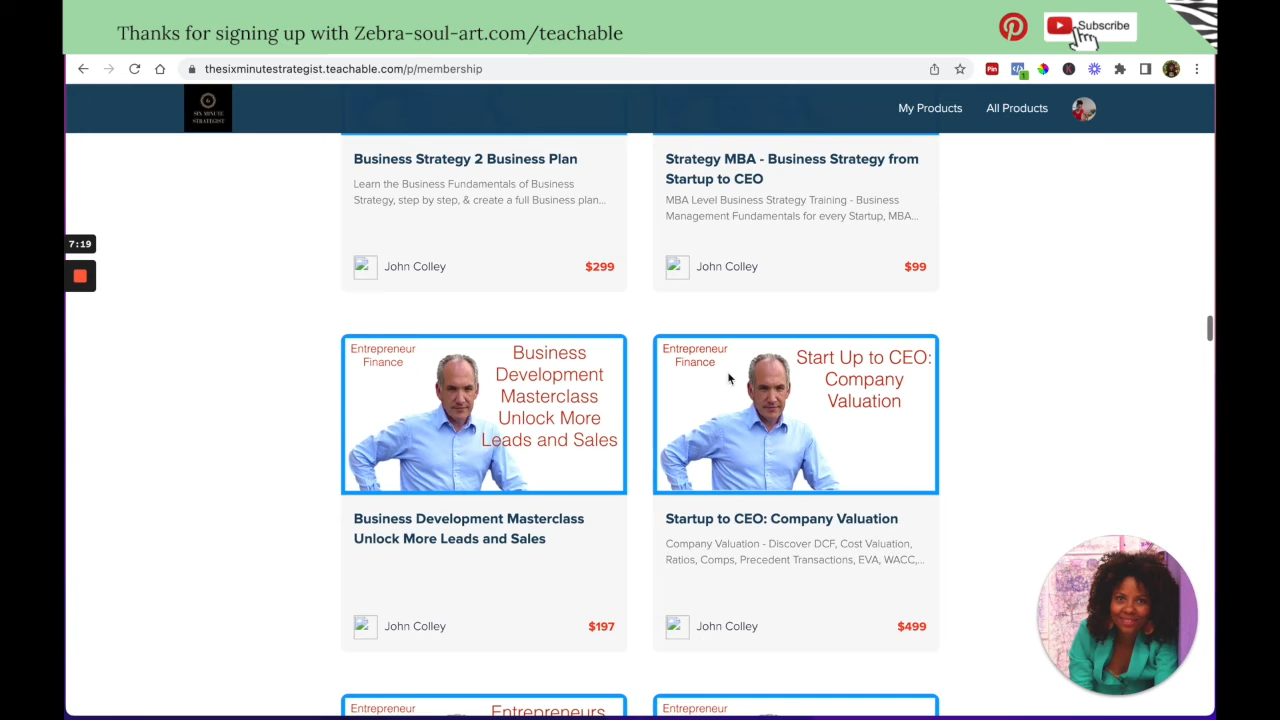 Thanks for signing up with Zebra-soul-art.com/teachable
Subscribe
thesixminutestrategist.teachable.com/p/membership
Pin
1
SIX MINUTE
STRATEGIST
My Products
All Products
Business Strategy 2 Business Plan
Learn the Business Fundamentals of Business
Strategy, step by step, & create a full Business plan...
John Colley
$299
Strategy MBA - Business Strategy from
Startup to CEO
MBA Level Business Strategy Training - Business
Management Fundamentals for every Startup, MBA...
John Colley
$99
7:19
Entrepreneur
Finance
Business
Development
Masterclass
Unlock More
Leads and Sales
Business Development Masterclass
Unlock More Leads and Sales
John Colley
$197
Entrepreneur
Finance
Start Up to CEO:
Company
Valuation
Startup to CEO: Company Valuation
Company Valuation - Discover DCF, Cost Valuation,
Ratios, Comps, Precedent Transactions, EVA, WACC,...
John Colley
$499
Entrepreneur
Entrepreneurs
Entrepreneur